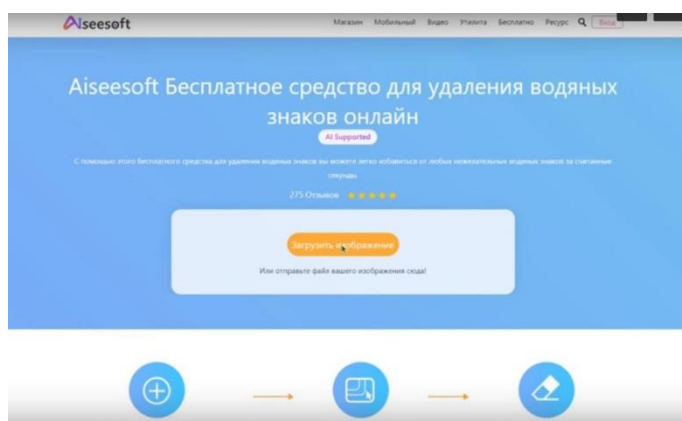 Aiseesoft
Магазин Мобильный Видео Утилита Бесплатно Ресурс Вход
Aiseesoft Бесплатное средство для удаления водяных
знаков онлайн
AI Supported
С помощью этого бесплатного средства для удаления водяных знаков вы можете легко избавиться от любых нежелательных водяных знаков за считанные
секунды.
275 Отзывов
Загрузить изображение
Или отправьте файл вашего изображения сюда!